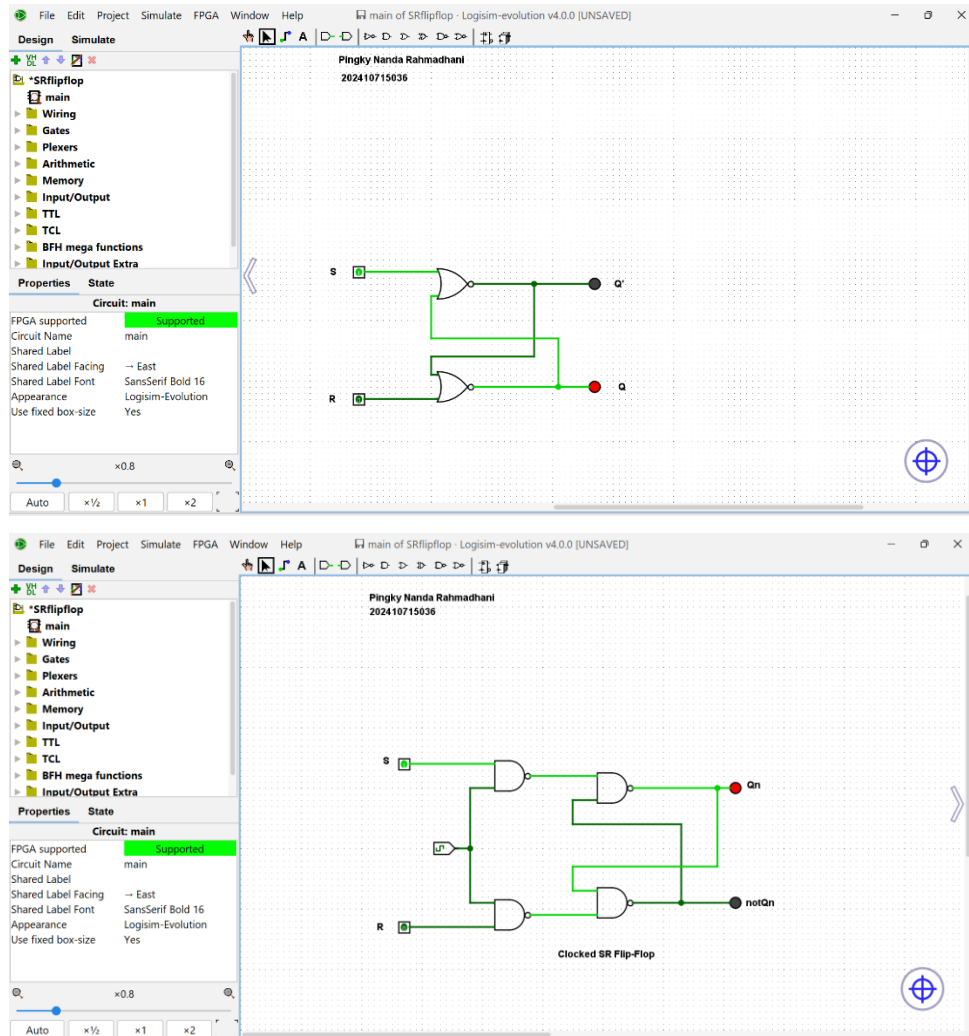 File Edit Project Simulate FPGA Window Help main of SRflipflop · Logisim-evolution v4.0.0 [UNSAVED]
Design Simulate
VH DL
A
*SRflipflop
main
Wiring
Gates
Plexers
Arithmetic
Memory
Input/Output
TTL
TCL
BFH mega functions
Input/Output Extra
Properties State
Circuit: main
FPGA supported Supported
Circuit Name main
Shared Label
Shared Label Facing → East
Shared Label Font SansSerif Bold 16
Appearance Logisim-Evolution
Use fixed box-size Yes
×0.8
Auto ×½ ×1 ×2
Pingky Nanda Rahmadhani
202410715036
S
Q'
Q
R
File Edit Project Simulate FPGA Window Help main of SRflipflop · Logisim-evolution v4.0.0 [UNSAVED]
Design Simulate
VH DL
A
*SRflipflop
main
Wiring
Gates
Plexers
Arithmetic
Memory
Input/Output
TTL
TCL
BFH mega functions
Input/Output Extra
Properties State
Circuit: main
FPGA supported Supported
Circuit Name main
Shared Label
Shared Label Facing → East
Shared Label Font SansSerif Bold 16
Appearance Logisim-Evolution
Use fixed box-size Yes
×0.8
Auto ×½ ×1 ×2
Pingky Nanda Rahmadhani
202410715036
S
Qn
notQn
R
Clocked SR Flip-Flop